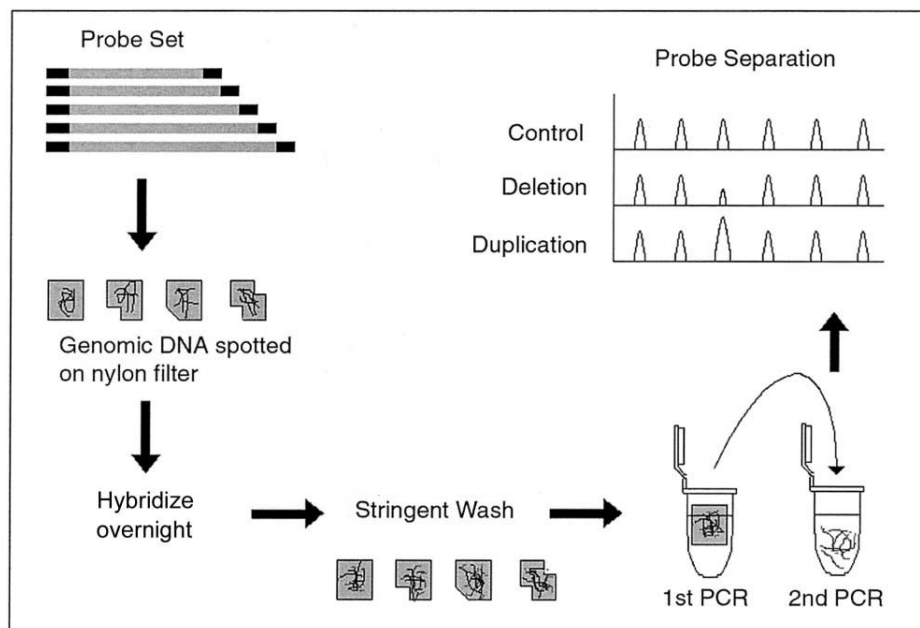 Probe Set
Genomic DNA spotted
on nylon filter
Hybridize
overnight
Stringent Wash
1st PCR
2nd PCR
Probe Separation
Control
Deletion
Duplication